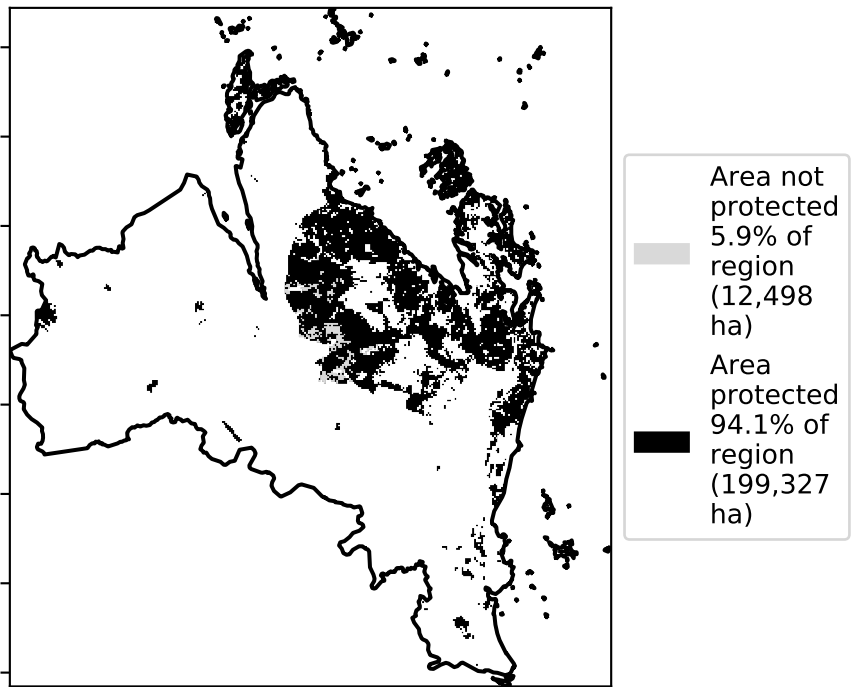 Area not
protected
5.9% of
region
(12,498
ha)
Area
protected
94.1% of
region
(199,327
ha)